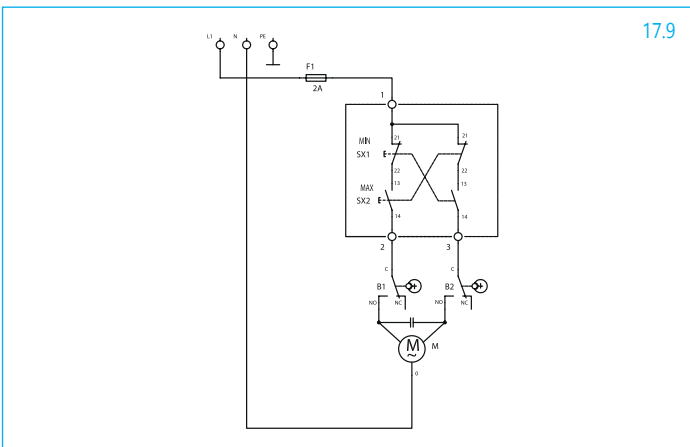 17.9
L1 N PE
F1
2A
1
21 21
MIN
SX1
22 22
13 13
MAX
SX2
14 14
2 3
C C
B1 B2
NO NC NO NC
M M
~
0